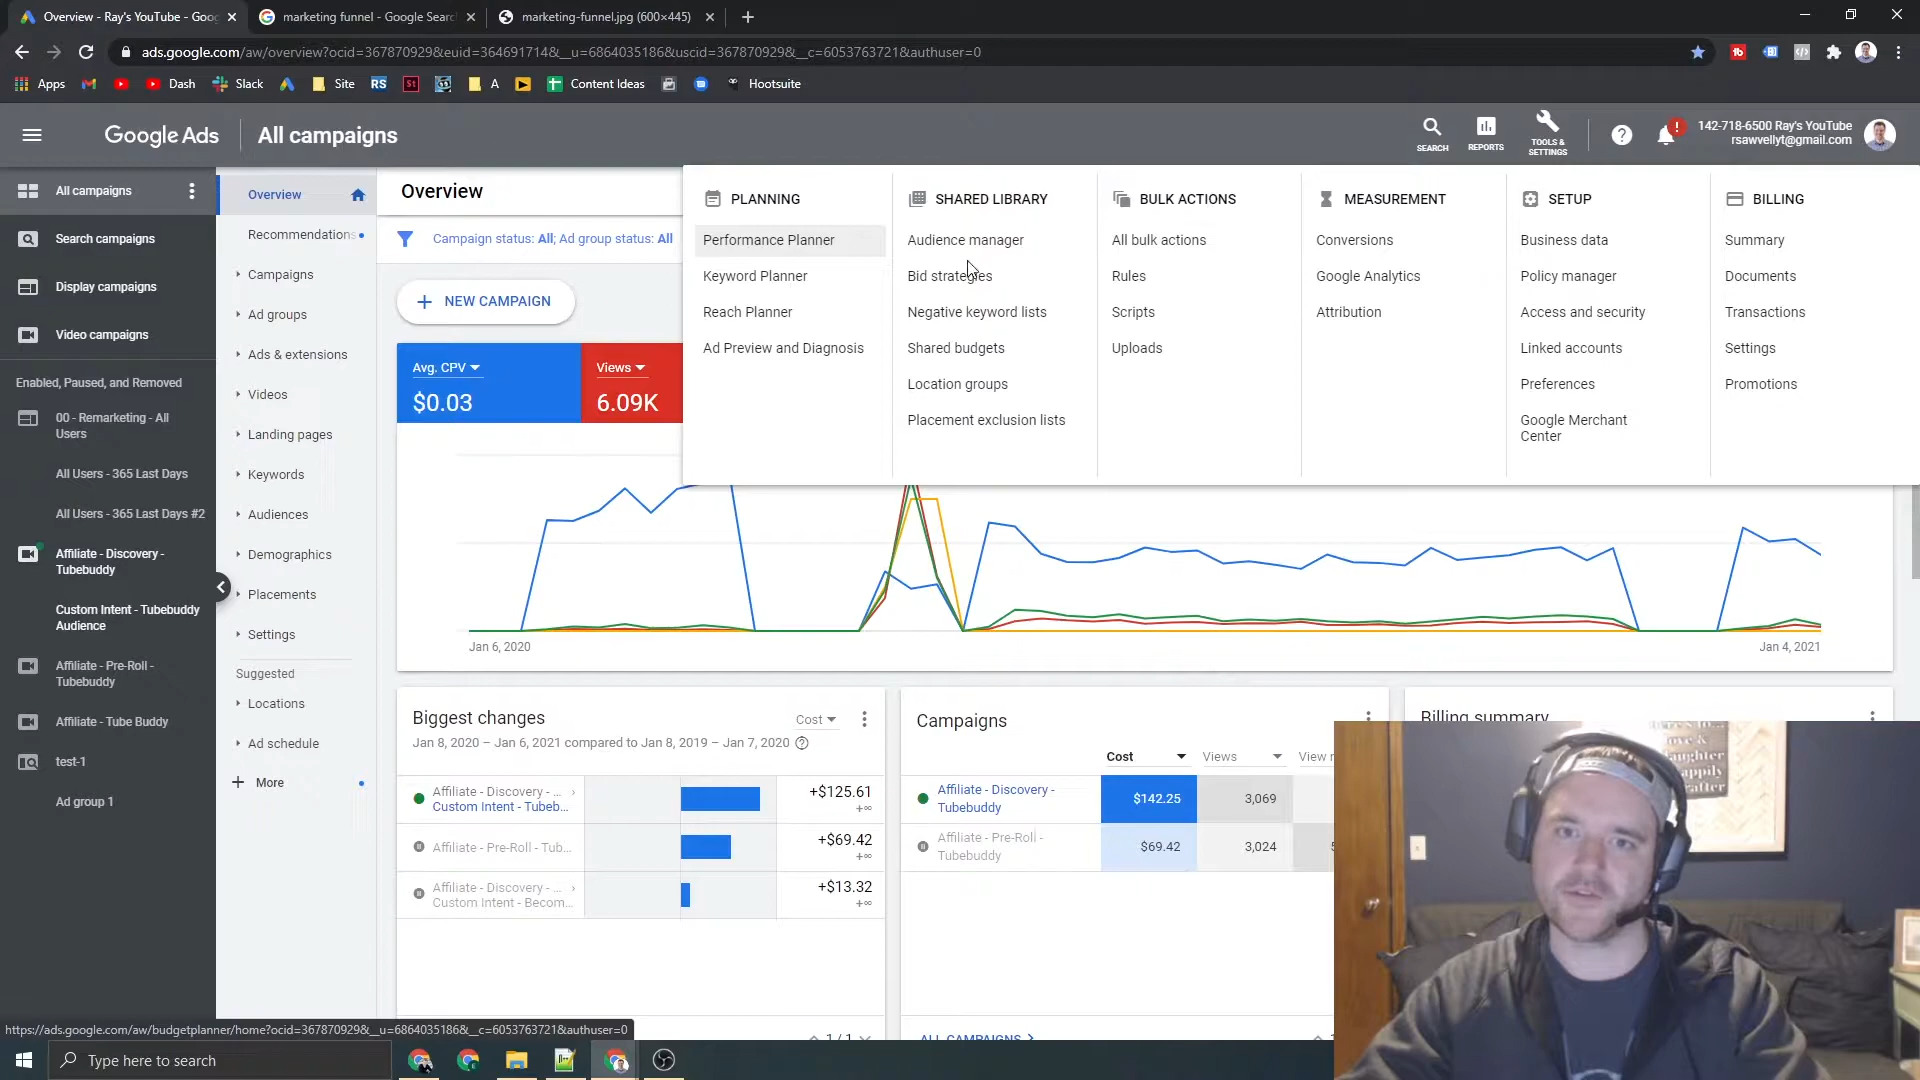 Overview - Ray's YouTube - Goog
marketing funnel - Google Searc
marketing-funnel.jpg (600×445)
ads.google.com/aw/overview?ocid=367870929&euid=364691714&__u=6864035186&uscid=367870929&__c=6053763721&authuser=0
Apps
Dash
Slack
Site
RS
St
A
Content Ideas
Hootsuite
Google Ads
All campaigns
SEARCH
REPORTS
TOOLS &
SETTINGS
142-718-6500 Ray's YouTube
rsawvellyt@gmail.com
All campaigns
Search campaigns
Display campaigns
Video campaigns
Enabled, Paused, and Removed
00 - Remarketing - All
Users
All Users - 365 Last Days
All Users - 365 Last Days #2
Affiliate - Discovery -
Tubebuddy
Custom Intent - Tubebuddy
Audience
Affiliate - Pre-Roll -
Tubebuddy
Affiliate - Tube Buddy
test-1
Ad group 1
Overview
Recommendations
Campaigns
Ad groups
Ads & extensions
Videos
Landing pages
Keywords
Audiences
Demographics
Placements
Settings
Suggested
Locations
Ad schedule
More
Overview
Campaign status: All; Ad group status: All
NEW CAMPAIGN
Avg. CPV
$0.03
Views
6.09K
PLANNING
Performance Planner
Keyword Planner
Reach Planner
Ad Preview and Diagnosis
SHARED LIBRARY
Audience manager
Bid strategies
Negative keyword lists
Shared budgets
Location groups
Placement exclusion lists
BULK ACTIONS
All bulk actions
Rules
Scripts
Uploads
MEASUREMENT
Conversions
Google Analytics
Attribution
SETUP
Business data
Policy manager
Access and security
Linked accounts
Preferences
Google Merchant
Center
BILLING
Summary
Documents
Transactions
Settings
Promotions
Jan 6, 2020
Jan 4, 2021
Biggest changes
Cost
Jan 8, 2020 – Jan 6, 2021 compared to Jan 8, 2019 – Jan 7, 2020
Affiliate - Discovery - ...
Custom Intent - Tubeb...
+$125.61
+∞
Affiliate - Pre-Roll - Tub...
+$69.42
+∞
Affiliate - Discovery - ...
Custom Intent - Becom...
+$13.32
+∞
1 / 1
Campaigns
Cost
Views
View r
Affiliate - Discovery -
Tubebuddy
$142.25
3,069
Affiliate - Pre-Roll -
Tubebuddy
$69.42
3,024
5
ALL CAMPAIGNS
Billing summary
https://ads.google.com/aw/budgetplanner/home?ocid=367870929&__u=6864035186&__c=6053763721&authuser=0
Type here to search